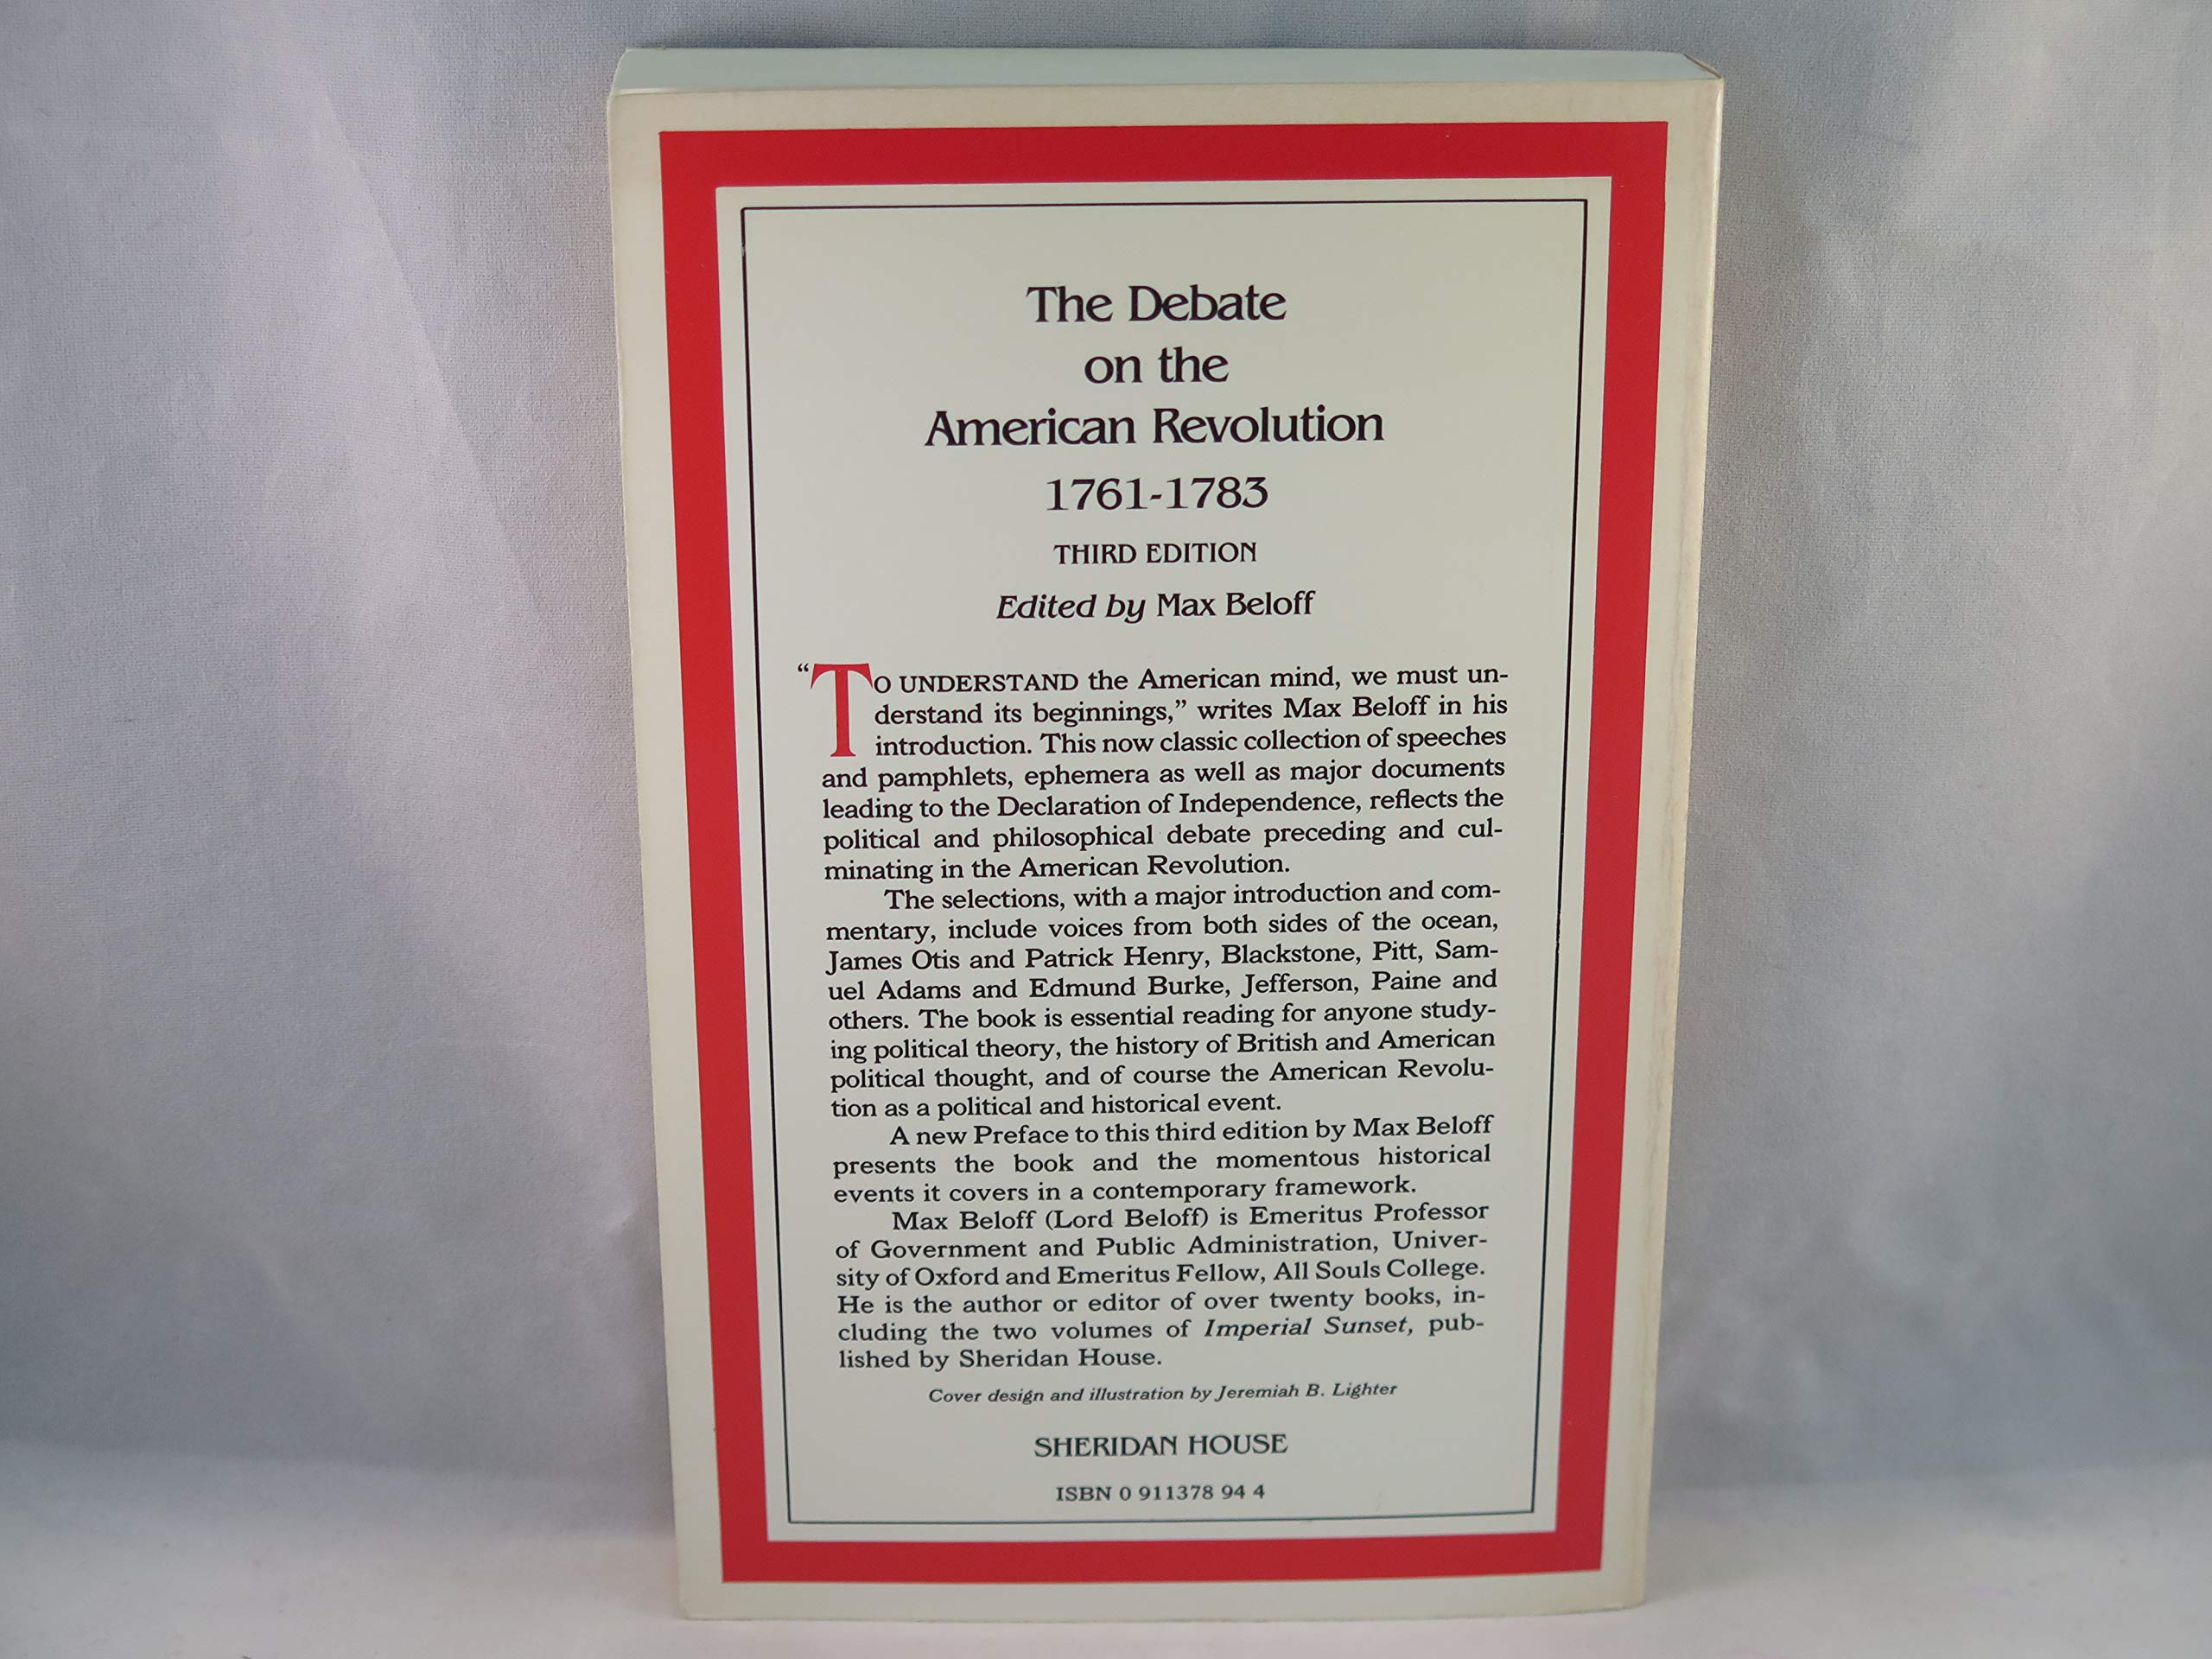 The Debate
on the
American Revolution
1761-1783
THIRD EDITION
Edited by Max Beloff
“TO UNDERSTAND the American mind, we must un-
derstand its beginnings,” writes Max Beloff in his
introduction. This now classic collection of speeches
and pamphlets, ephemera as well as major documents
leading to the Declaration of Independence, reflects the
political and philosophical debate preceding and cul-
minating in the American Revolution.
The selections, with a major introduction and com-
mentary, include voices from both sides of the ocean,
James Otis and Patrick Henry, Blackstone, Pitt, Sam-
uel Adams and Edmund Burke, Jefferson, Paine and
others. The book is essential reading for anyone study-
ing political theory, the history of British and American
political thought, and of course the American Revolu-
tion as a political and historical event.
A new Preface to this third edition by Max Beloff
presents the book and the momentous historical
events it covers in a contemporary framework.
Max Beloff (Lord Beloff) is Emeritus Professor
of Government and Public Administration, Univer-
sity of Oxford and Emeritus Fellow, All Souls College.
He is the author or editor of over twenty books, in-
cluding the two volumes of Imperial Sunset, pub-
lished by Sheridan House.
Cover design and illustration by Jeremiah B. Lighter
SHERIDAN HOUSE
ISBN 0 911378 94 4